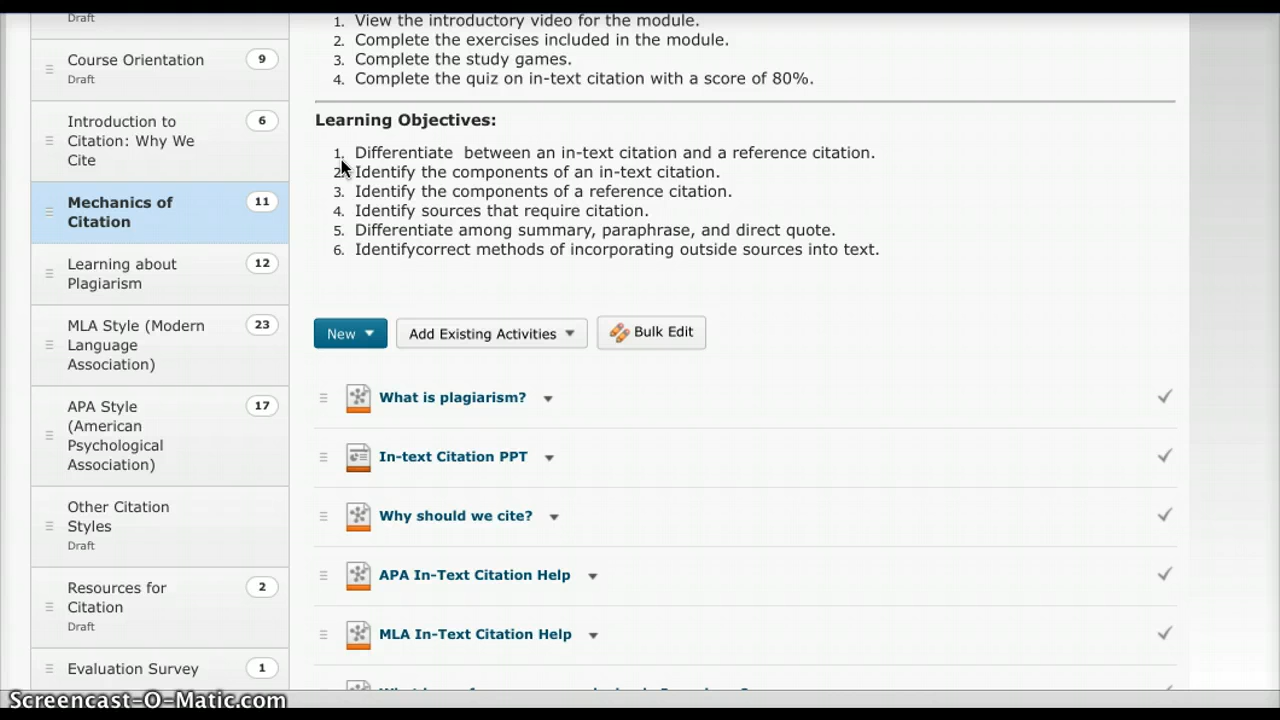 Draft
Course Orientation 9
Draft
Introduction to 6
Citation: Why We
Cite
Mechanics of 11
Citation
Learning about 12
Plagiarism
MLA Style (Modern 23
Language
Association)
APA Style 17
(American
Psychological
Association)
Other Citation
Styles
Draft
Resources for 2
Citation
Draft
Evaluation Survey 1
1. View the introductory video for the module.
2. Complete the exercises included in the module.
3. Complete the study games.
4. Complete the quiz on in-text citation with a score of 80%.
Learning Objectives:
1. Differentiate between an in-text citation and a reference citation.
2. Identify the components of an in-text citation.
3. Identify the components of a reference citation.
4. Identify sources that require citation.
5. Differentiate among summary, paraphrase, and direct quote.
6. Identifycorrect methods of incorporating outside sources into text.
New Add Existing Activities Bulk Edit
What is plagiarism?
In-text Citation PPT
Why should we cite?
APA In-Text Citation Help
MLA In-Text Citation Help
Screencast-O-Matic.com